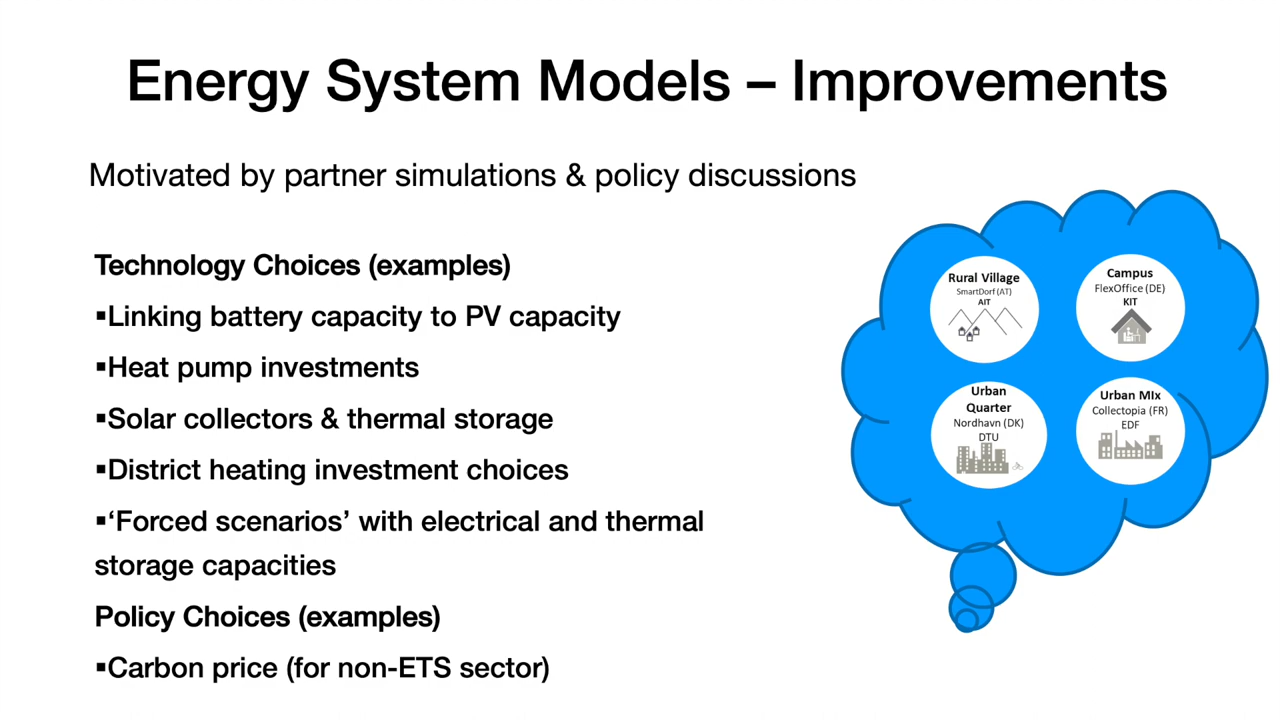 Energy System Models – Improvements
Motivated by partner simulations & policy discussions
Technology Choices (examples)
▪Linking battery capacity to PV capacity
▪Heat pump investments
▪Solar collectors & thermal storage
▪District heating investment choices
▪‘Forced scenarios’ with electrical and thermal
storage capacities
Policy Choices (examples)
▪Carbon price (for non-ETS sector)
Rural Village
SmartDorf (AT)
AIT
Campus
FlexOffice (DE)
KIT
Urban
Quarter
Nordhavn (DK)
DTU
Urban MIx
Collectopia (FR)
EDF